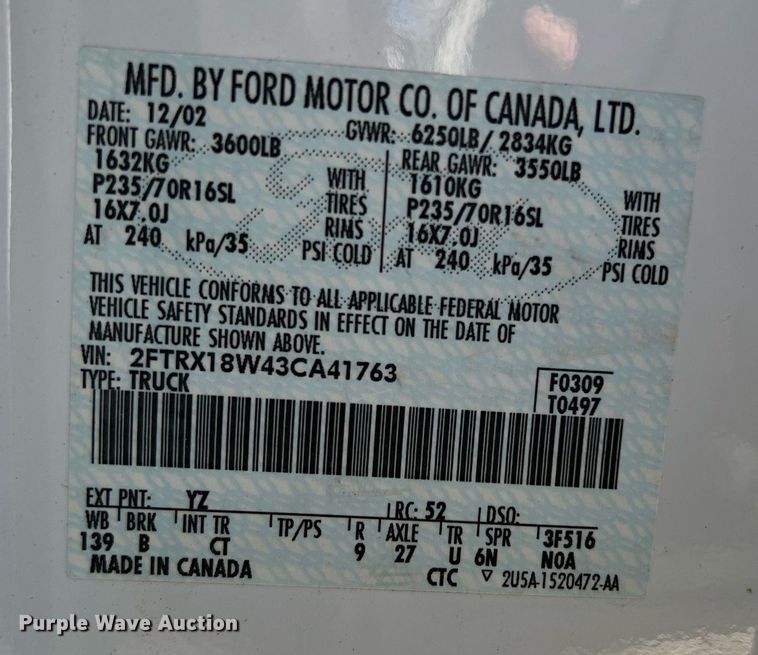 MFD. BY FORD MOTOR CO. OF CANADA, LTD.
DATE: 12/02 GVWR: 6250LB/ 2834KG
FRONT GAWR: 3600LB REAR GAWR: 3550LB
1632KG WITH 1610KG WITH
P235/70R16SL TIRES P235/70R16SL TIRES
16X7.0J RIMS 16X7.0J RIMS
AT 240 kPa/35 PSI COLD AT 240 kPa/35 PSI COLD
THIS VEHICLE CONFORMS TO ALL APPLICABLE FEDERAL MOTOR
VEHICLE SAFETY STANDARDS IN EFFECT ON THE DATE OF
MANUFACTURE SHOWN ABOVE.
VIN: 2FTRX18W43CA41763 F0309
TYPE: TRUCK T0497
EXT PNT: YZ RC: 52 DSO:
WB BRK INT TR TP/PS R AXLE TR SPR 3F516
139 B CT 9 27 U 6N NOA
MADE IN CANADA CTC ▽ 2U5A-1520472-AA
Purple Wave Auction